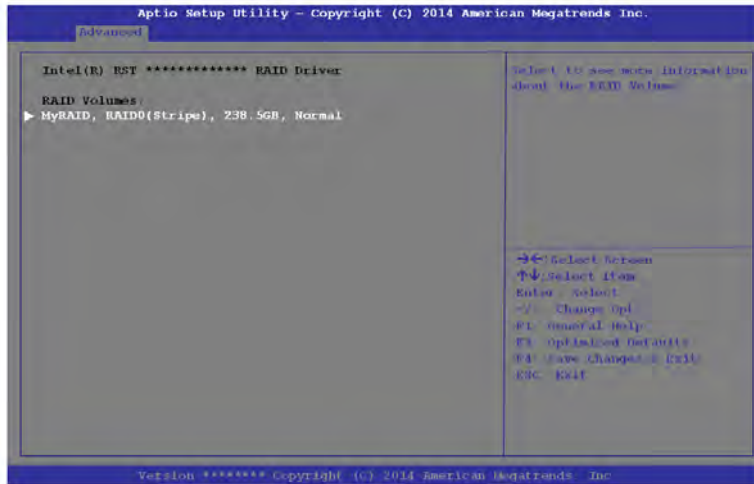 Aptio Setup Utility – Copyright (C) 2014 American Megatrends Inc.
Advanced
Intel(R) RST ************* RAID Driver
RAID Volumes:
▶ MyRAID, RAID0(Stripe), 238.5GB, Normal
Select to see more information
about the RAID Volume
→←:Select Screen
↑↓:Select Item
Enter : Select
Change Opt
F1: General Help
F3: Optimized Defaults
F4: Save Changes & Exit
ESC: Exit
Version ******** Copyright (C) 2014 American Megatrends Inc